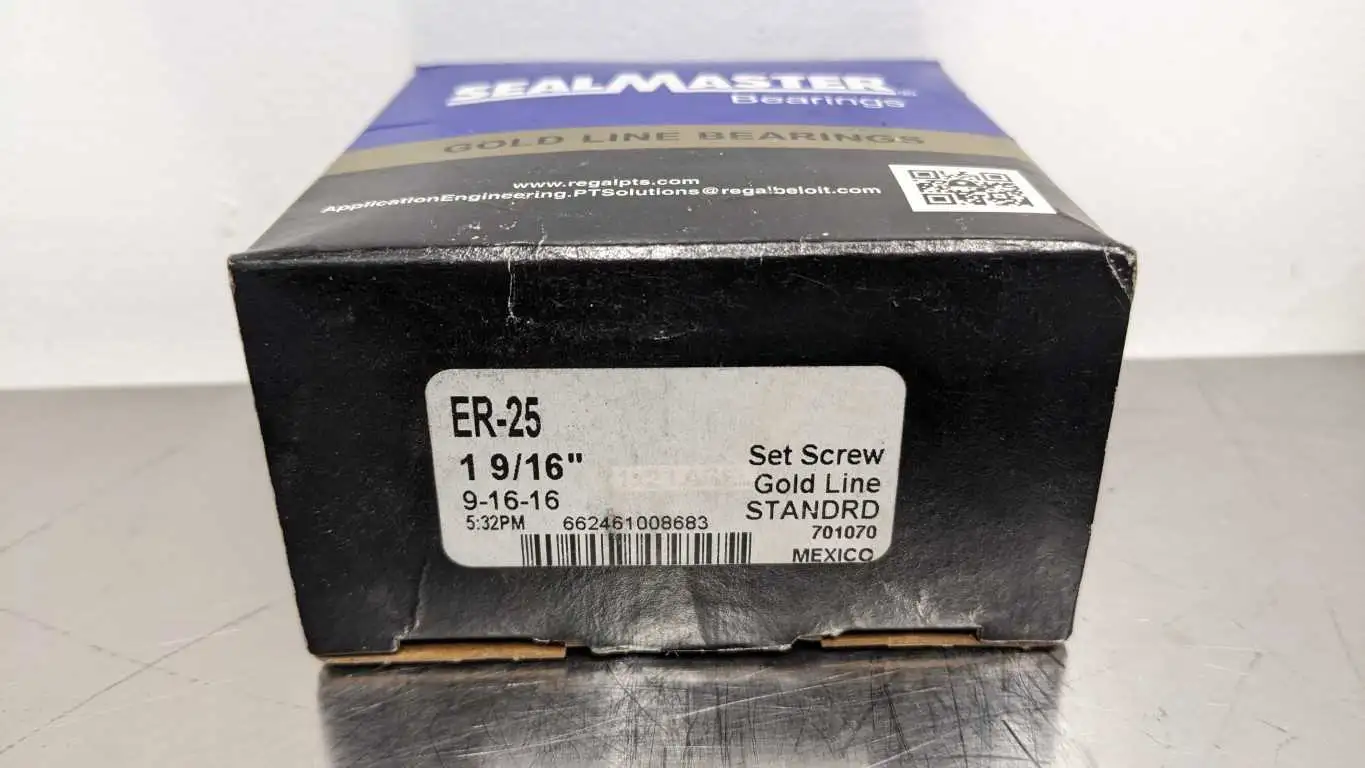 SEALMASTER
Bearings
GOLD LINE BEARINGS
www.regalpts.com
ApplicationEngineering.PTSolutions@regalbeloit.com
ER-25
1 9/16"
9-16-16
5:32PM 662461008683
Set Screw
Gold Line
STANDRD
701070
MEXICO